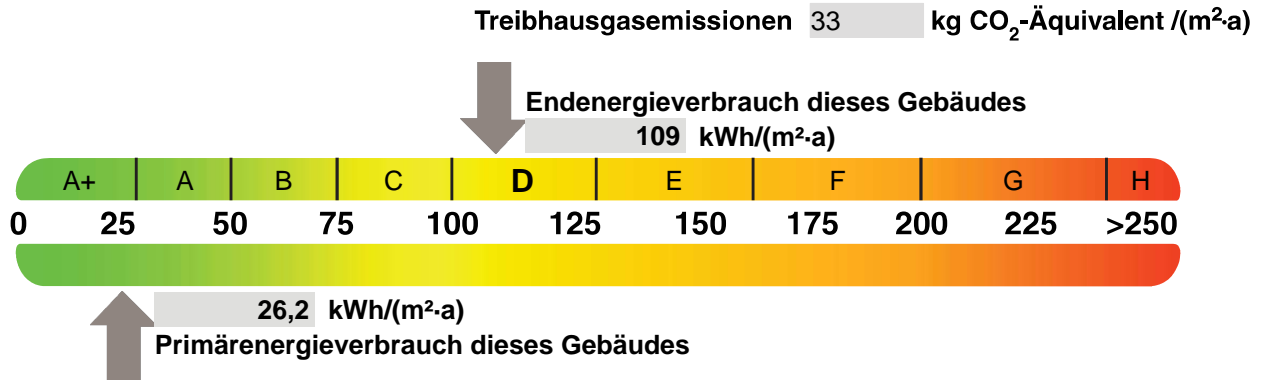 Treibhausgasemissionen 33 kg CO₂-Äquivalent /(m²·a)
Endenergieverbrauch dieses Gebäudes
109 kWh/(m²·a)
A+ A B C D E F G H
0 25 50 75 100 125 150 175 200 225 >250
26,2 kWh/(m²·a)
Primärenergieverbrauch dieses Gebäudes